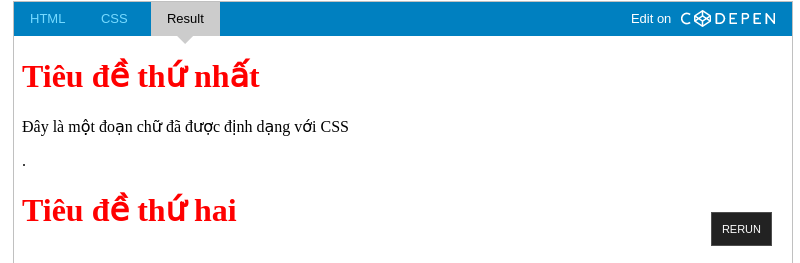 HTML CSS Result Edit on CODEPEN
Tiêu đề thứ nhất
Đây là một đoạn chữ đã được định dạng với CSS
.
Tiêu đề thứ hai
RERUN